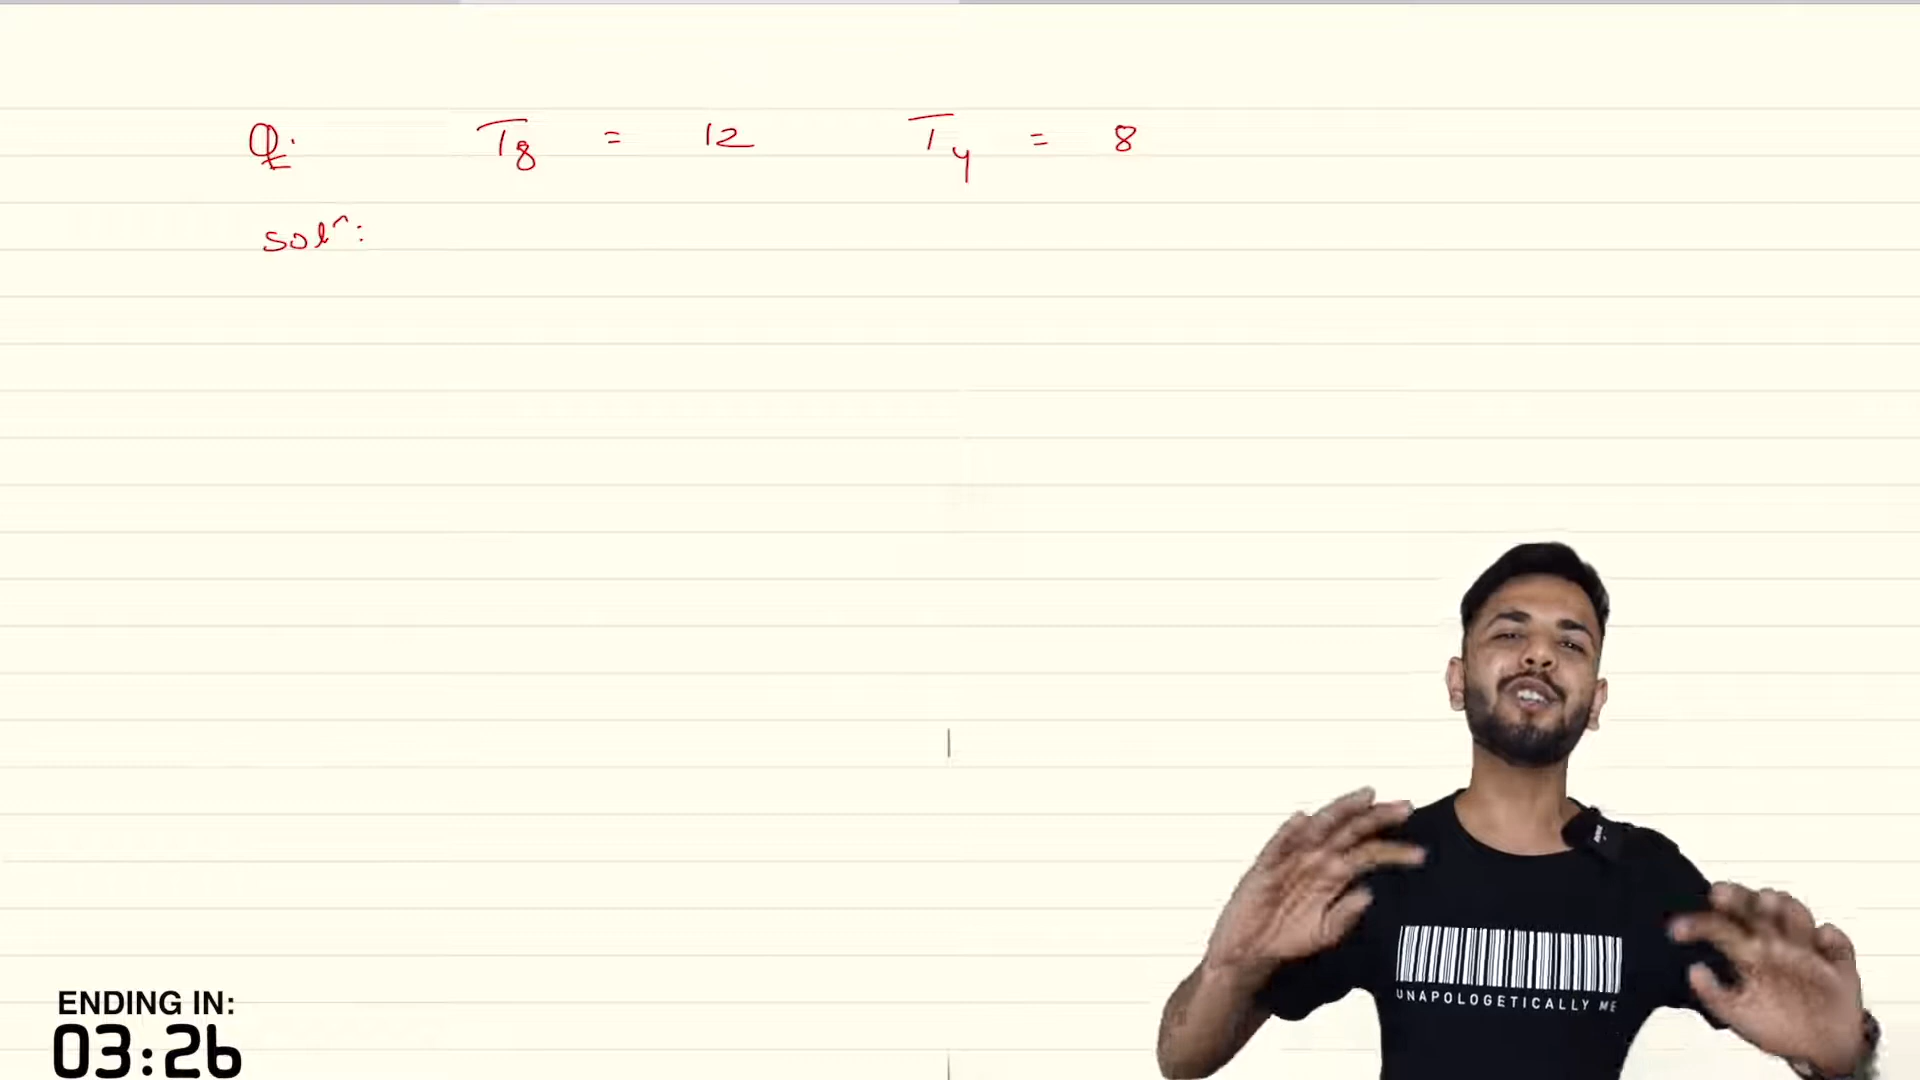 Q. T8 = 12 T4 = 8
solⁿ:
UNAPOLOGETICALLY ME
ENDING IN:
03:26